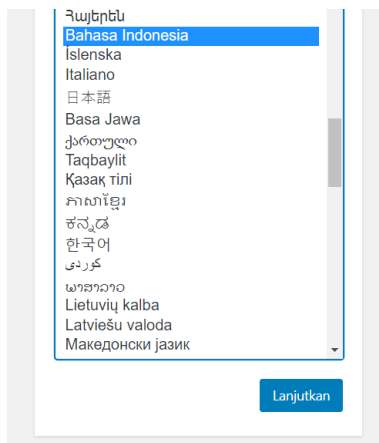 Հայերեն
Bahasa Indonesia
Íslenska
Italiano
日本語
Basa Jawa
ქართული
Taqbaylit
Қазақ тілі
ភាសាខ្មែរ
ಕನ್ನಡ
한국어
كوردی
ພາສາລາວ
Lietuvių kalba
Latviešu valoda
Македонски јазик
Lanjutkan